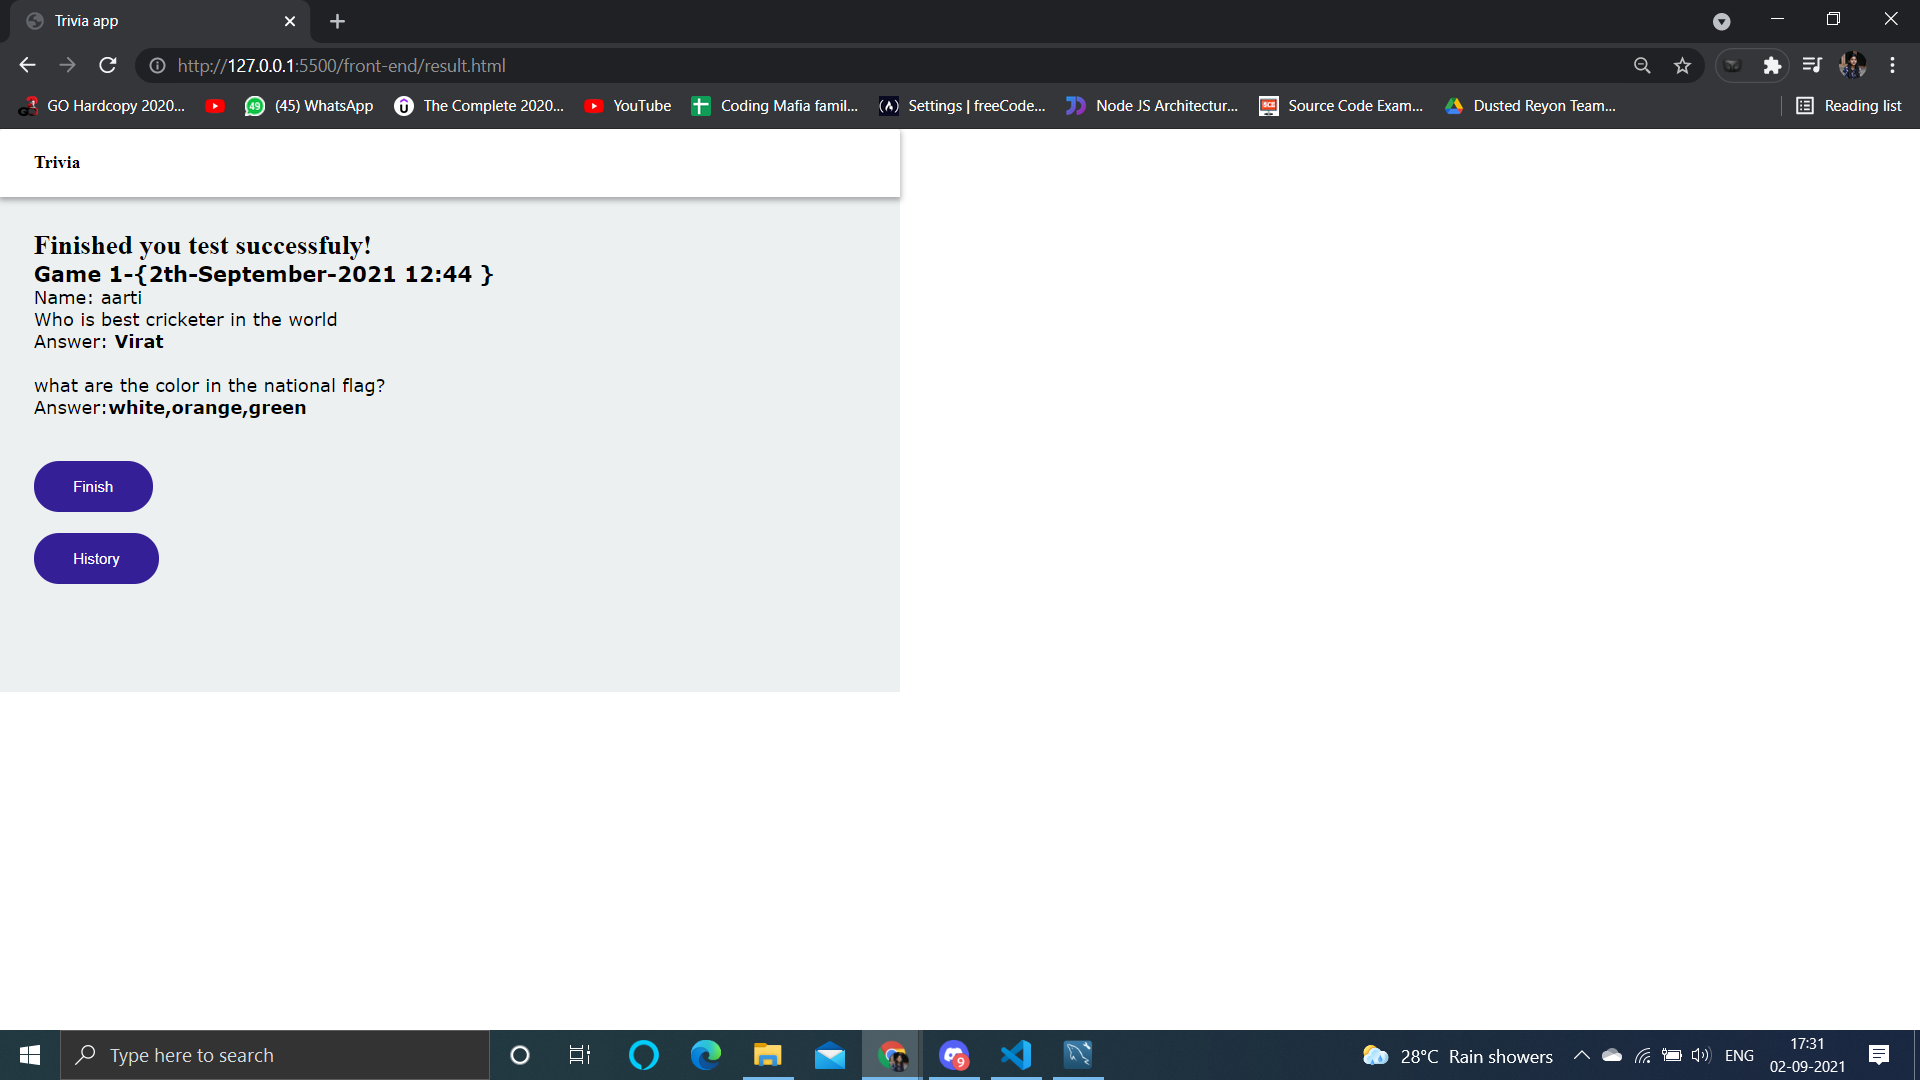 Trivia app
http://127.0.0.1:5500/front-end/result.html
GO Hardcopy 2020...
(45) WhatsApp
The Complete 2020...
YouTube
Coding Mafia famil...
Settings | freeCode...
Node JS Architectur...
Source Code Exam...
Dusted Reyon Team...
Reading list
Trivia
Finished you test successfuly!
Game 1-{2th-September-2021 12:44 }
Name: aarti
Who is best cricketer in the world
Answer: Virat
what are the color in the national flag?
Answer:white,orange,green
Finish
History
Type here to search
9
28°C Rain showers
ENG
17:31
02-09-2021